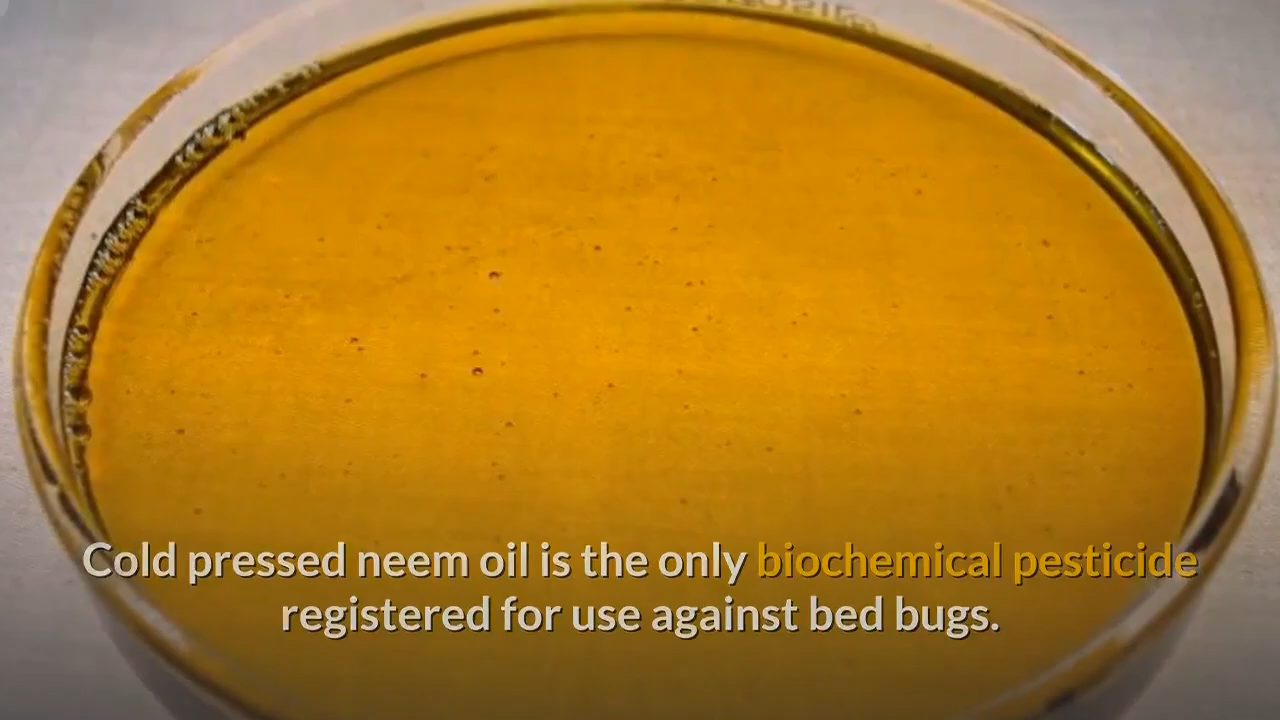 Cold pressed neem oil is the only biochemical pesticide
registered for use against bed bugs.